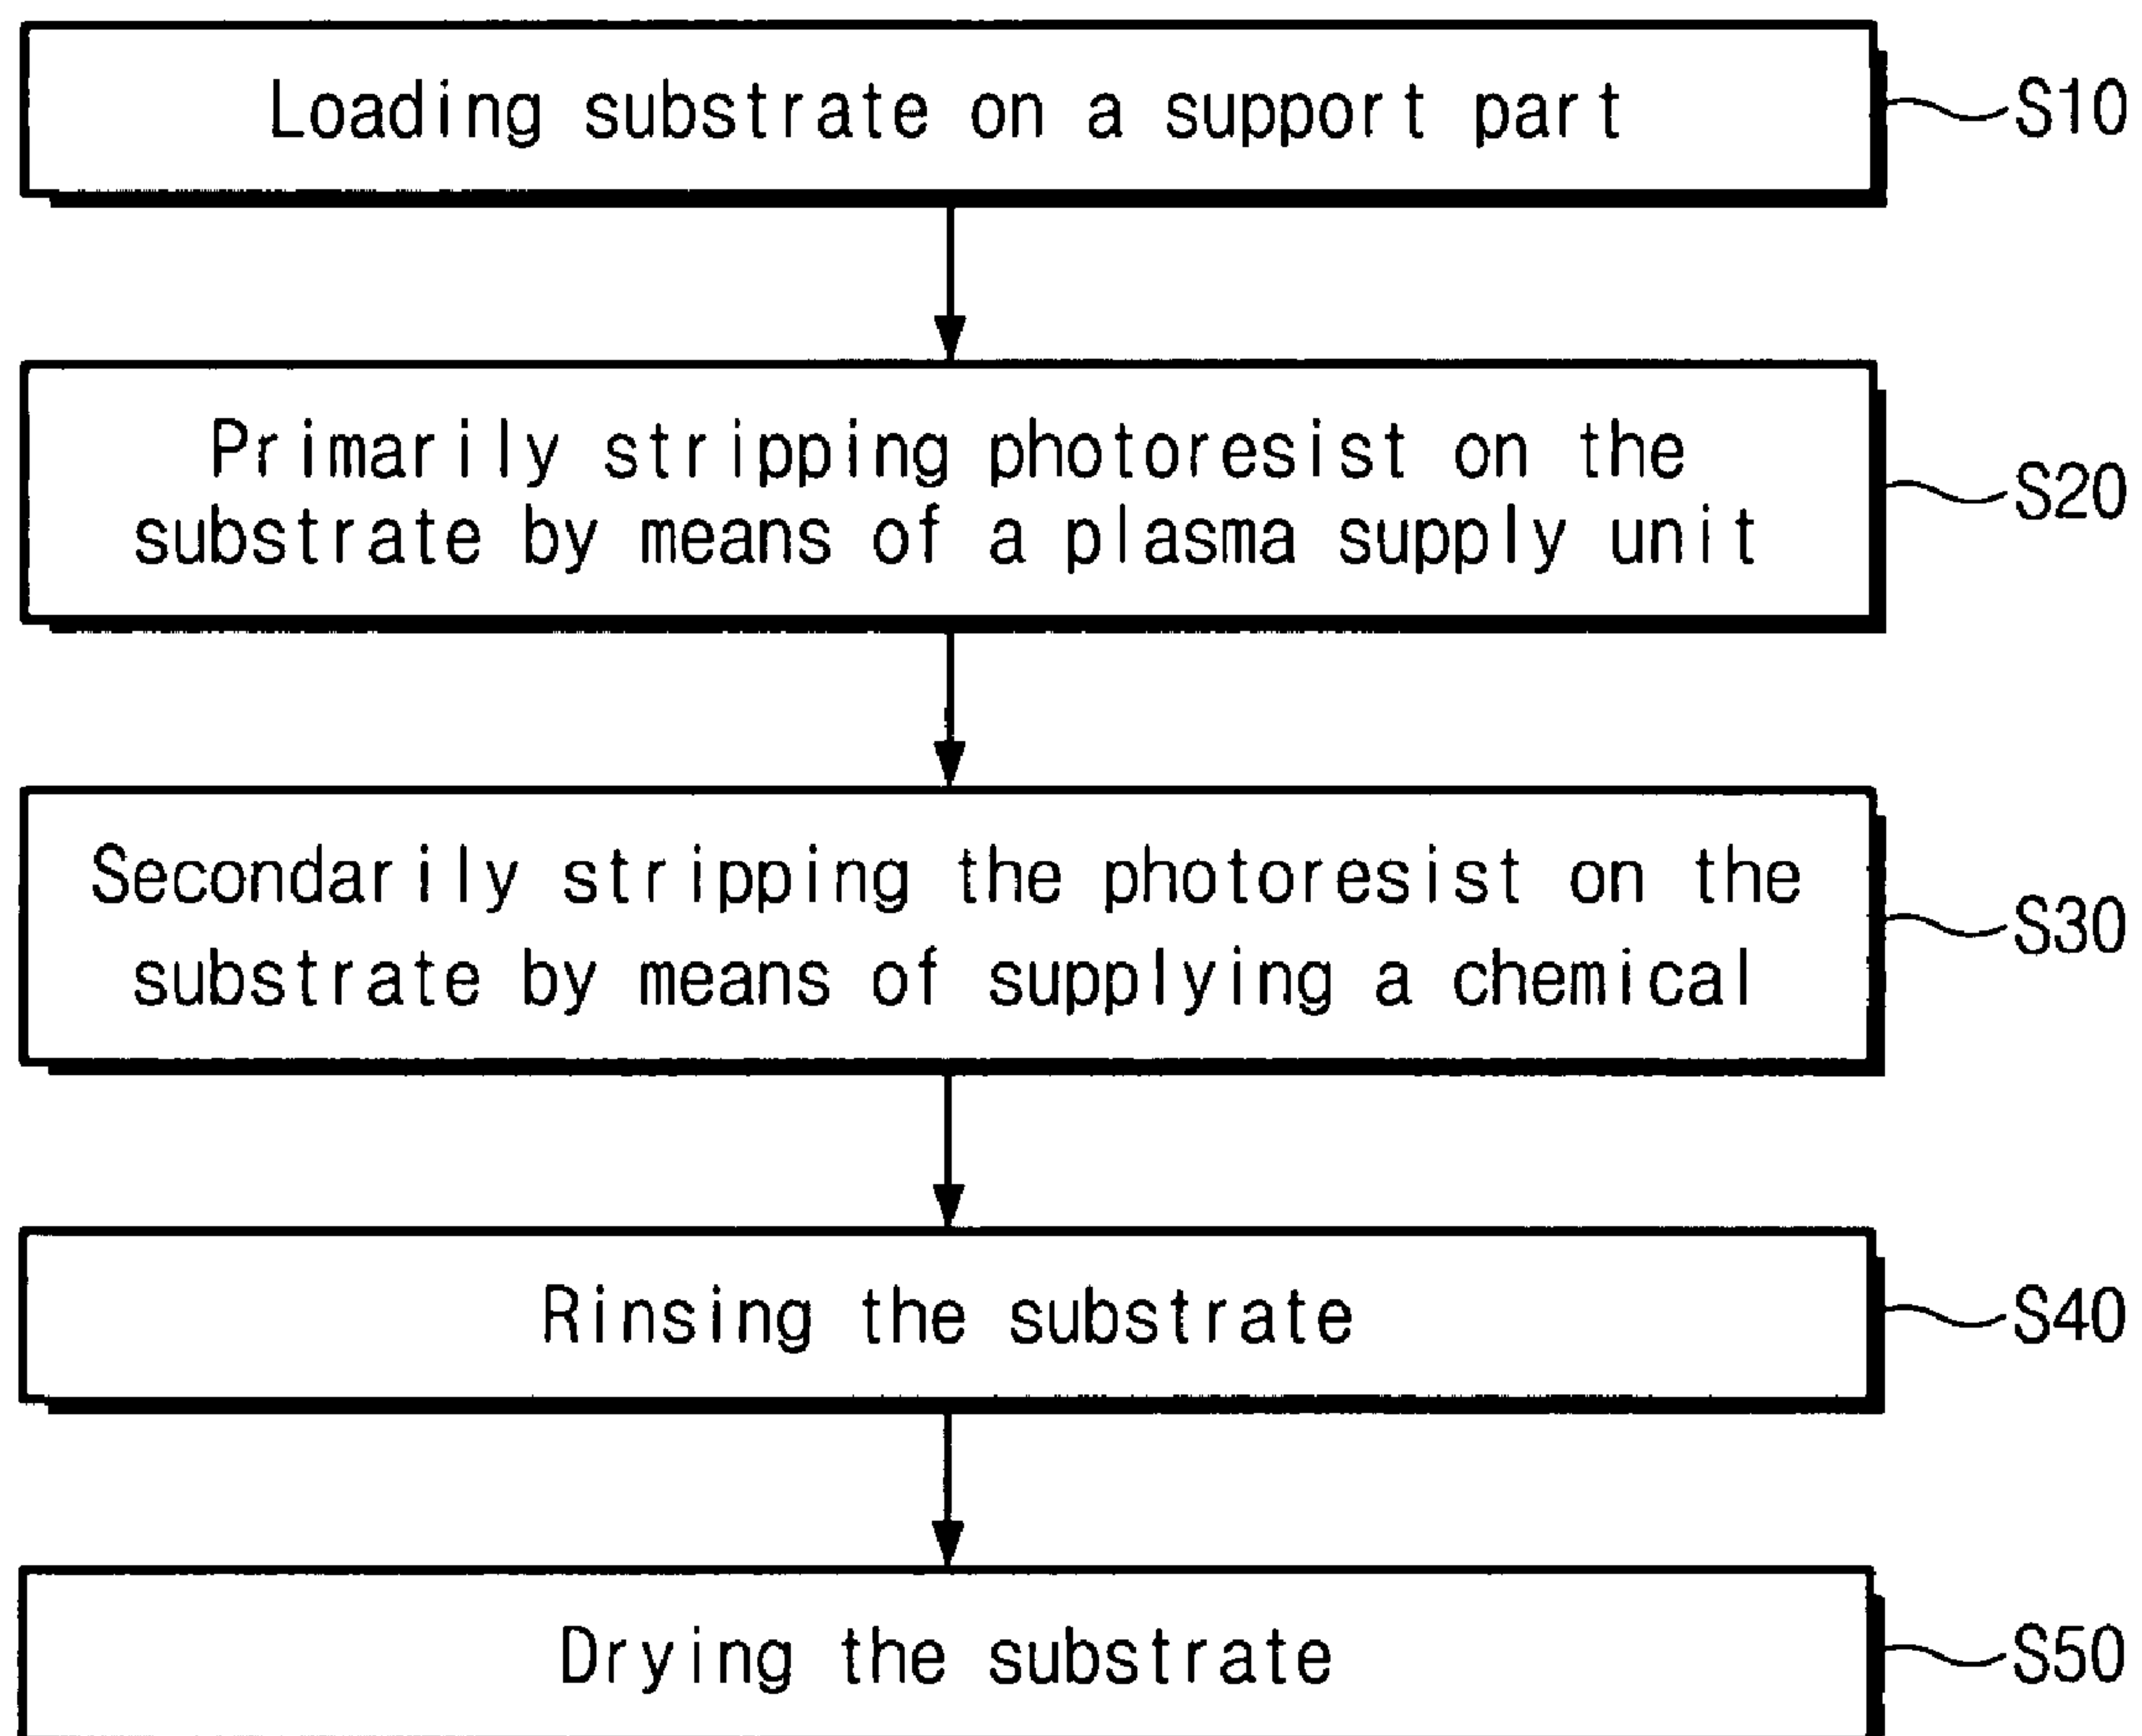 Loading substrate on a support part
S10
Primarily stripping photoresist on the
substrate by means of a plasma supply unit
S20
Secondarily stripping the photoresist on the
substrate by means of supplying a chemical
S30
Rinsing the substrate
S40
Drying the substrate
S50